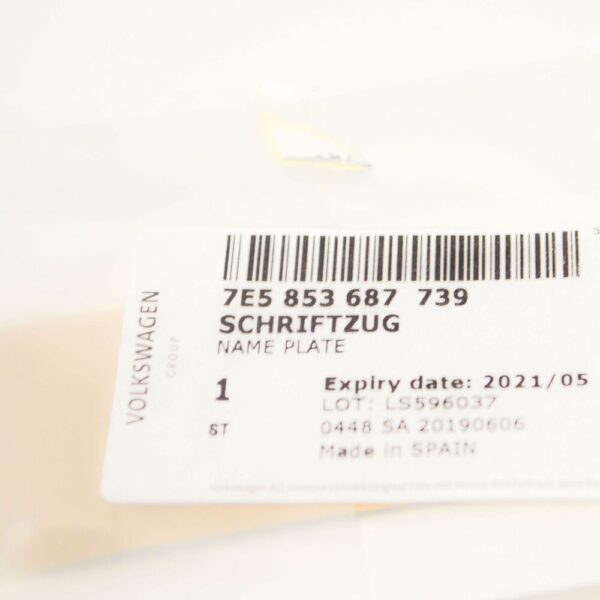 7E5 853 687 739
SCHRIFTZUG
NAME PLATE
1
ST
Expiry date: 2021/05
LOT: LS596037
0448 SA 20190606
Made in SPAIN
VOLKSWAGEN
GROUP